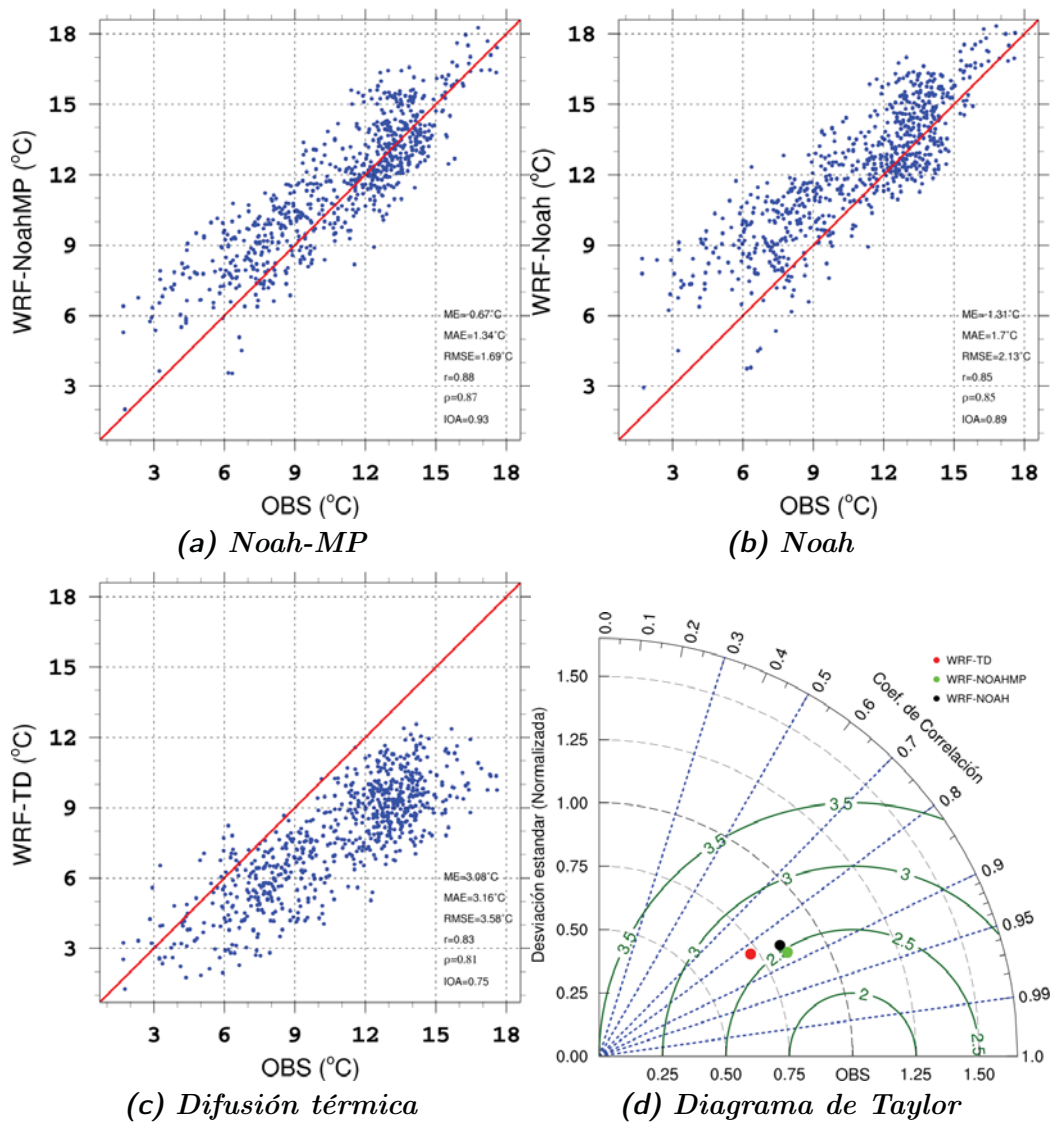 18
15
12
9
6
3
WRF-NoahMP (°C)
ME=-0.67°C
MAE=1.34°C
RMSE=1.69°C
r=0.88
ρ=0.87
IOA=0.93
3 6 9 12 15 18
OBS (°C)
(a) Noah-MP
18
15
12
9
6
3
WRF-Noah (°C)
ME=-1.31°C
MAE=1.7°C
RMSE=2.13°C
r=0.85
ρ=0.85
IOA=0.89
3 6 9 12 15 18
OBS (°C)
(b) Noah
18
15
12
9
6
3
WRF-TD (°C)
ME=3.08°C
MAE=3.16°C
RMSE=3.58°C
r=0.83
ρ=0.81
IOA=0.75
3 6 9 12 15 18
OBS (°C)
(c) Difusión térmica
WRF-TD
WRF-NOAHMP
WRF-NOAH
Coef. de Correlación
0.0 0.1 0.2 0.3 0.4 0.5 0.6 0.7 0.8 0.9 0.95 0.99 1.0
Desviación estandar (Normalizada)
1.50
1.25
1.00
0.75
0.50
0.25
0.00
3.5 3.5 3.5
3 3 3
2.5 2.5 2.5
2
0.25 0.50 0.75 OBS 1.25 1.50
(d) Diagrama de Taylor